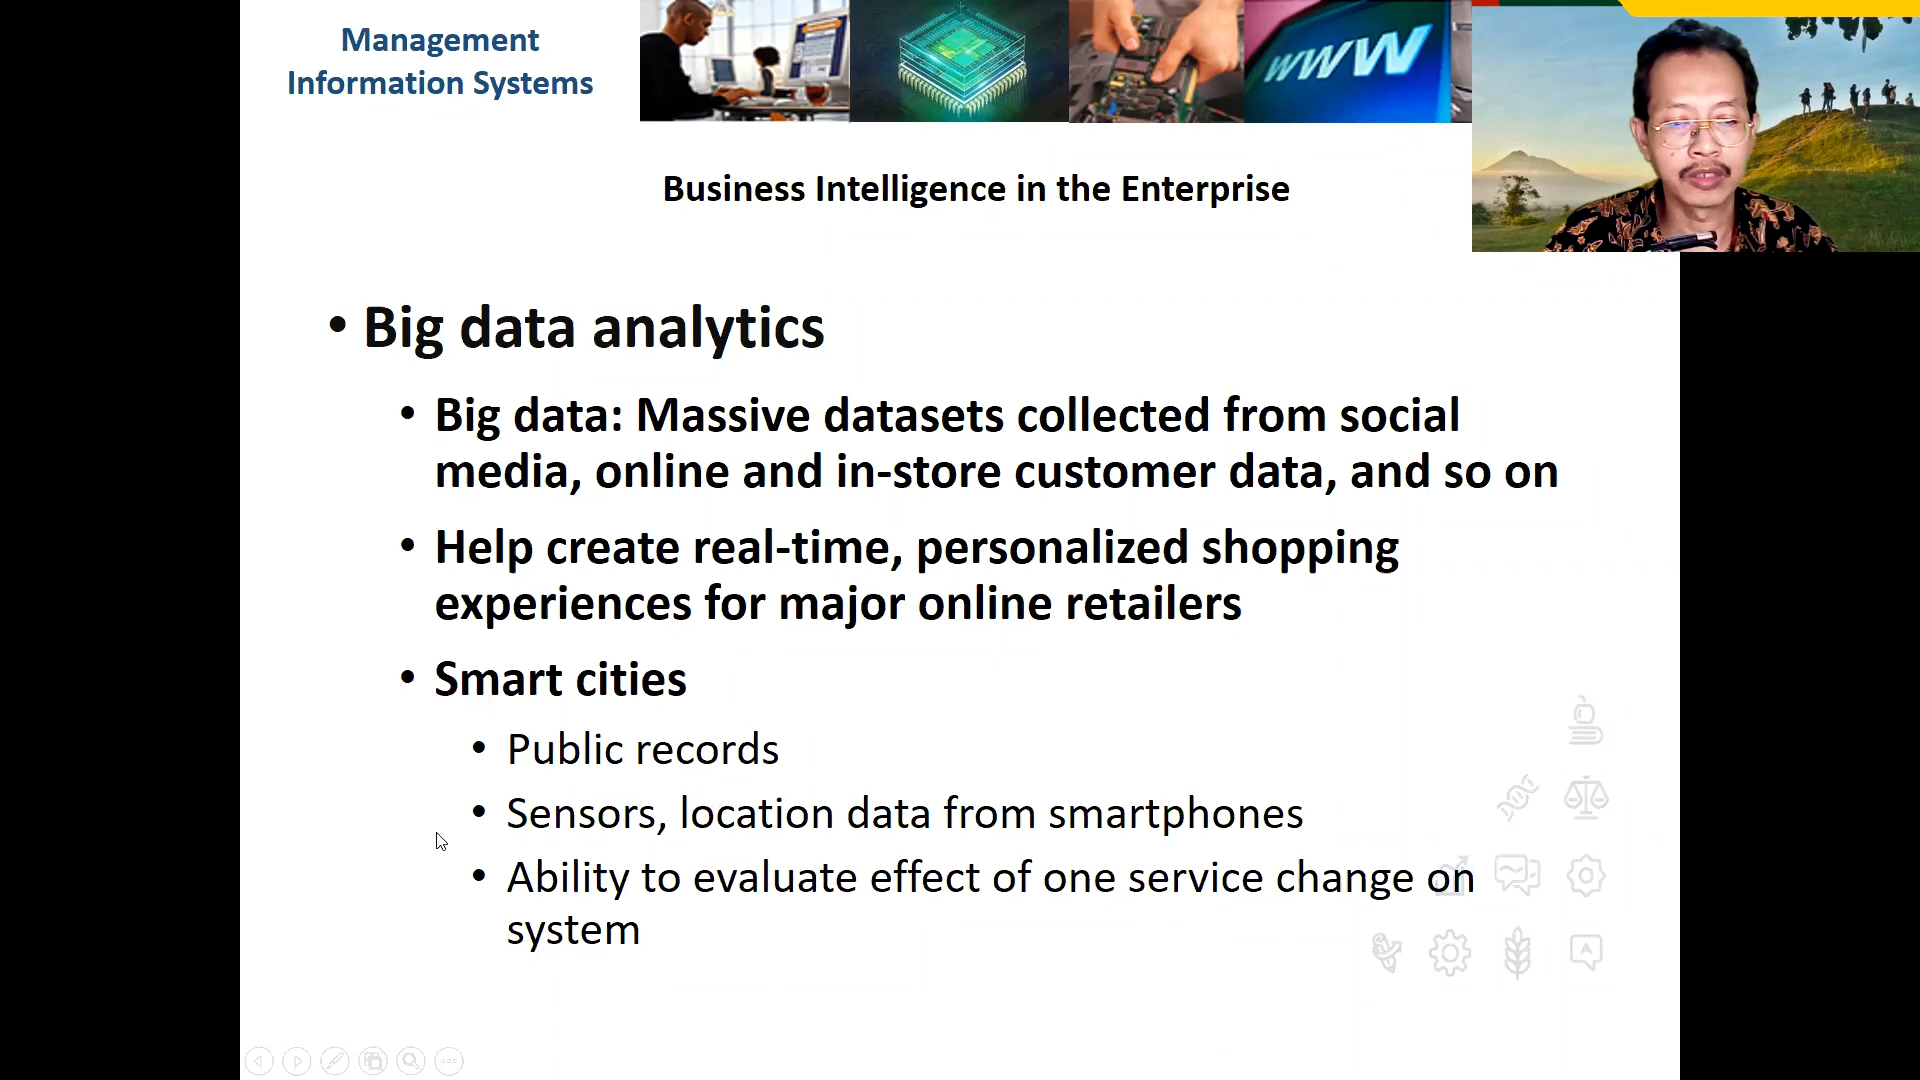 Management
Information Systems
www
Business Intelligence in the Enterprise
• Big data analytics
• Big data: Massive datasets collected from social
media, online and in-store customer data, and so on
• Help create real-time, personalized shopping
experiences for major online retailers
• Smart cities
• Public records
• Sensors, location data from smartphones
• Ability to evaluate effect of one service change on
system
A